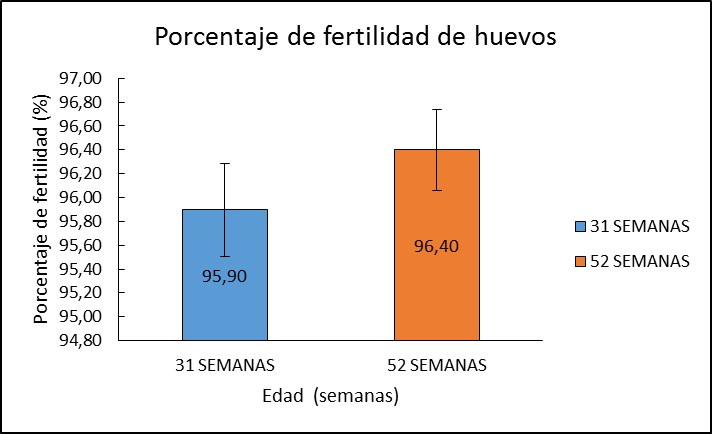 Porcentaje de fertilidad de huevos
Porcentaje de fertilidad (%)
97,00
96,80
96,60
96,40
96,20
96,00
95,80
95,60
95,40
95,20
95,00
94,80
95,90
96,40
31 SEMANAS
52 SEMANAS
Edad (semanas)
31 SEMANAS
52 SEMANAS